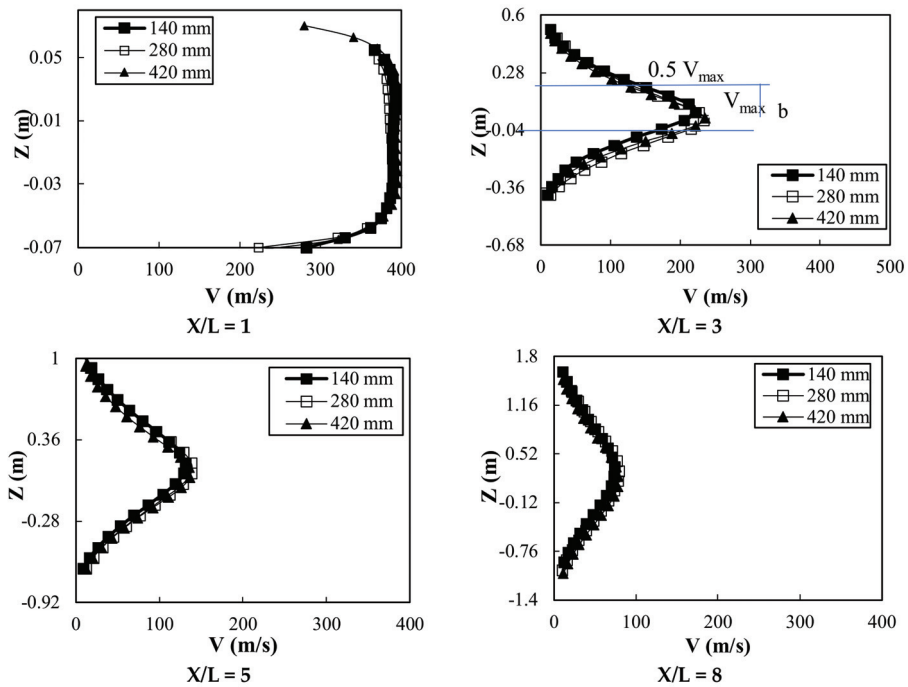 140 mm
280 mm
420 mm
0.05
0.01
-0.03
-0.07
Z (m)
0 100 200 300 400
V (m/s)
X/L = 1
0.6
0.28
-0.04
-0.36
-0.68
Z (m)
0.5 Vmax
Vmax b
140 mm
280 mm
420 mm
0 100 200 300 400 500
V (m/s)
X/L = 3
1
0.36
-0.28
-0.92
Z (m)
140 mm
280 mm
420 mm
0 100 200 300 400
V (m/s)
X/L = 5
1.8
1.16
0.52
-0.12
-0.76
-1.4
Z (m)
140 mm
280 mm
420 mm
0 100 200 300 400
V (m/s)
X/L = 8